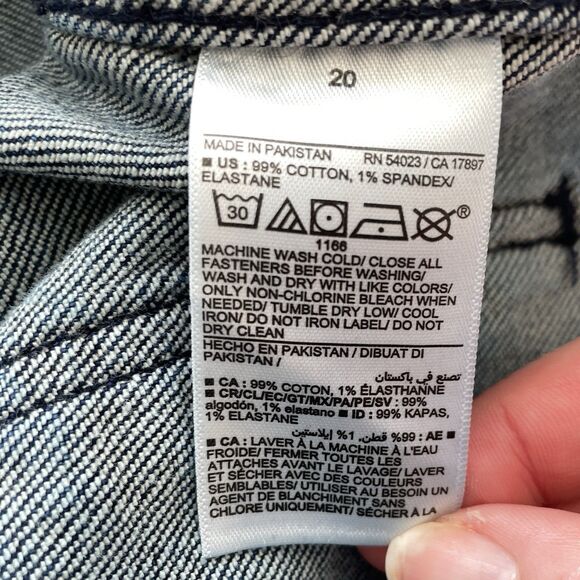 20
MADE IN PAKISTAN RN 54023 / CA 17897
■ US : 99% COTTON, 1% SPANDEX/
ELASTANE
30 ®
1166
MACHINE WASH COLD/ CLOSE ALL
FASTENERS BEFORE WASHING/
WASH AND DRY WITH LIKE COLORS/
ONLY NON-CHLORINE BLEACH WHEN
NEEDED/ TUMBLE DRY LOW/ COOL
IRON/ DO NOT IRON LABEL/ DO NOT
DRY CLEAN
HECHO EN PAKISTAN / DIBUAT DI
PAKISTAN /
تصنع في باكستان
■ CA : 99% COTON, 1% ÉLASTHANNE
■ CR/CL/EC/GT/MX/PA/PE/SV : 99%
algodón, 1% elastano ■ ID : 99% KAPAS,
1% ELASTANE
■ AE : 99% قطن, 1% إيلاستين
■ CA : LAVER À LA MACHINE À L'EAU
FROIDE/ FERMER TOUTES LES
ATTACHES AVANT LE LAVAGE/ LAVER
ET SÉCHER AVEC DES COULEURS
SEMBLABLES/ UTILISER AU BESOIN UN
AGENT DE BLANCHIMENT SANS
CHLORE UNIQUEMENT/ SÉCHER À LA